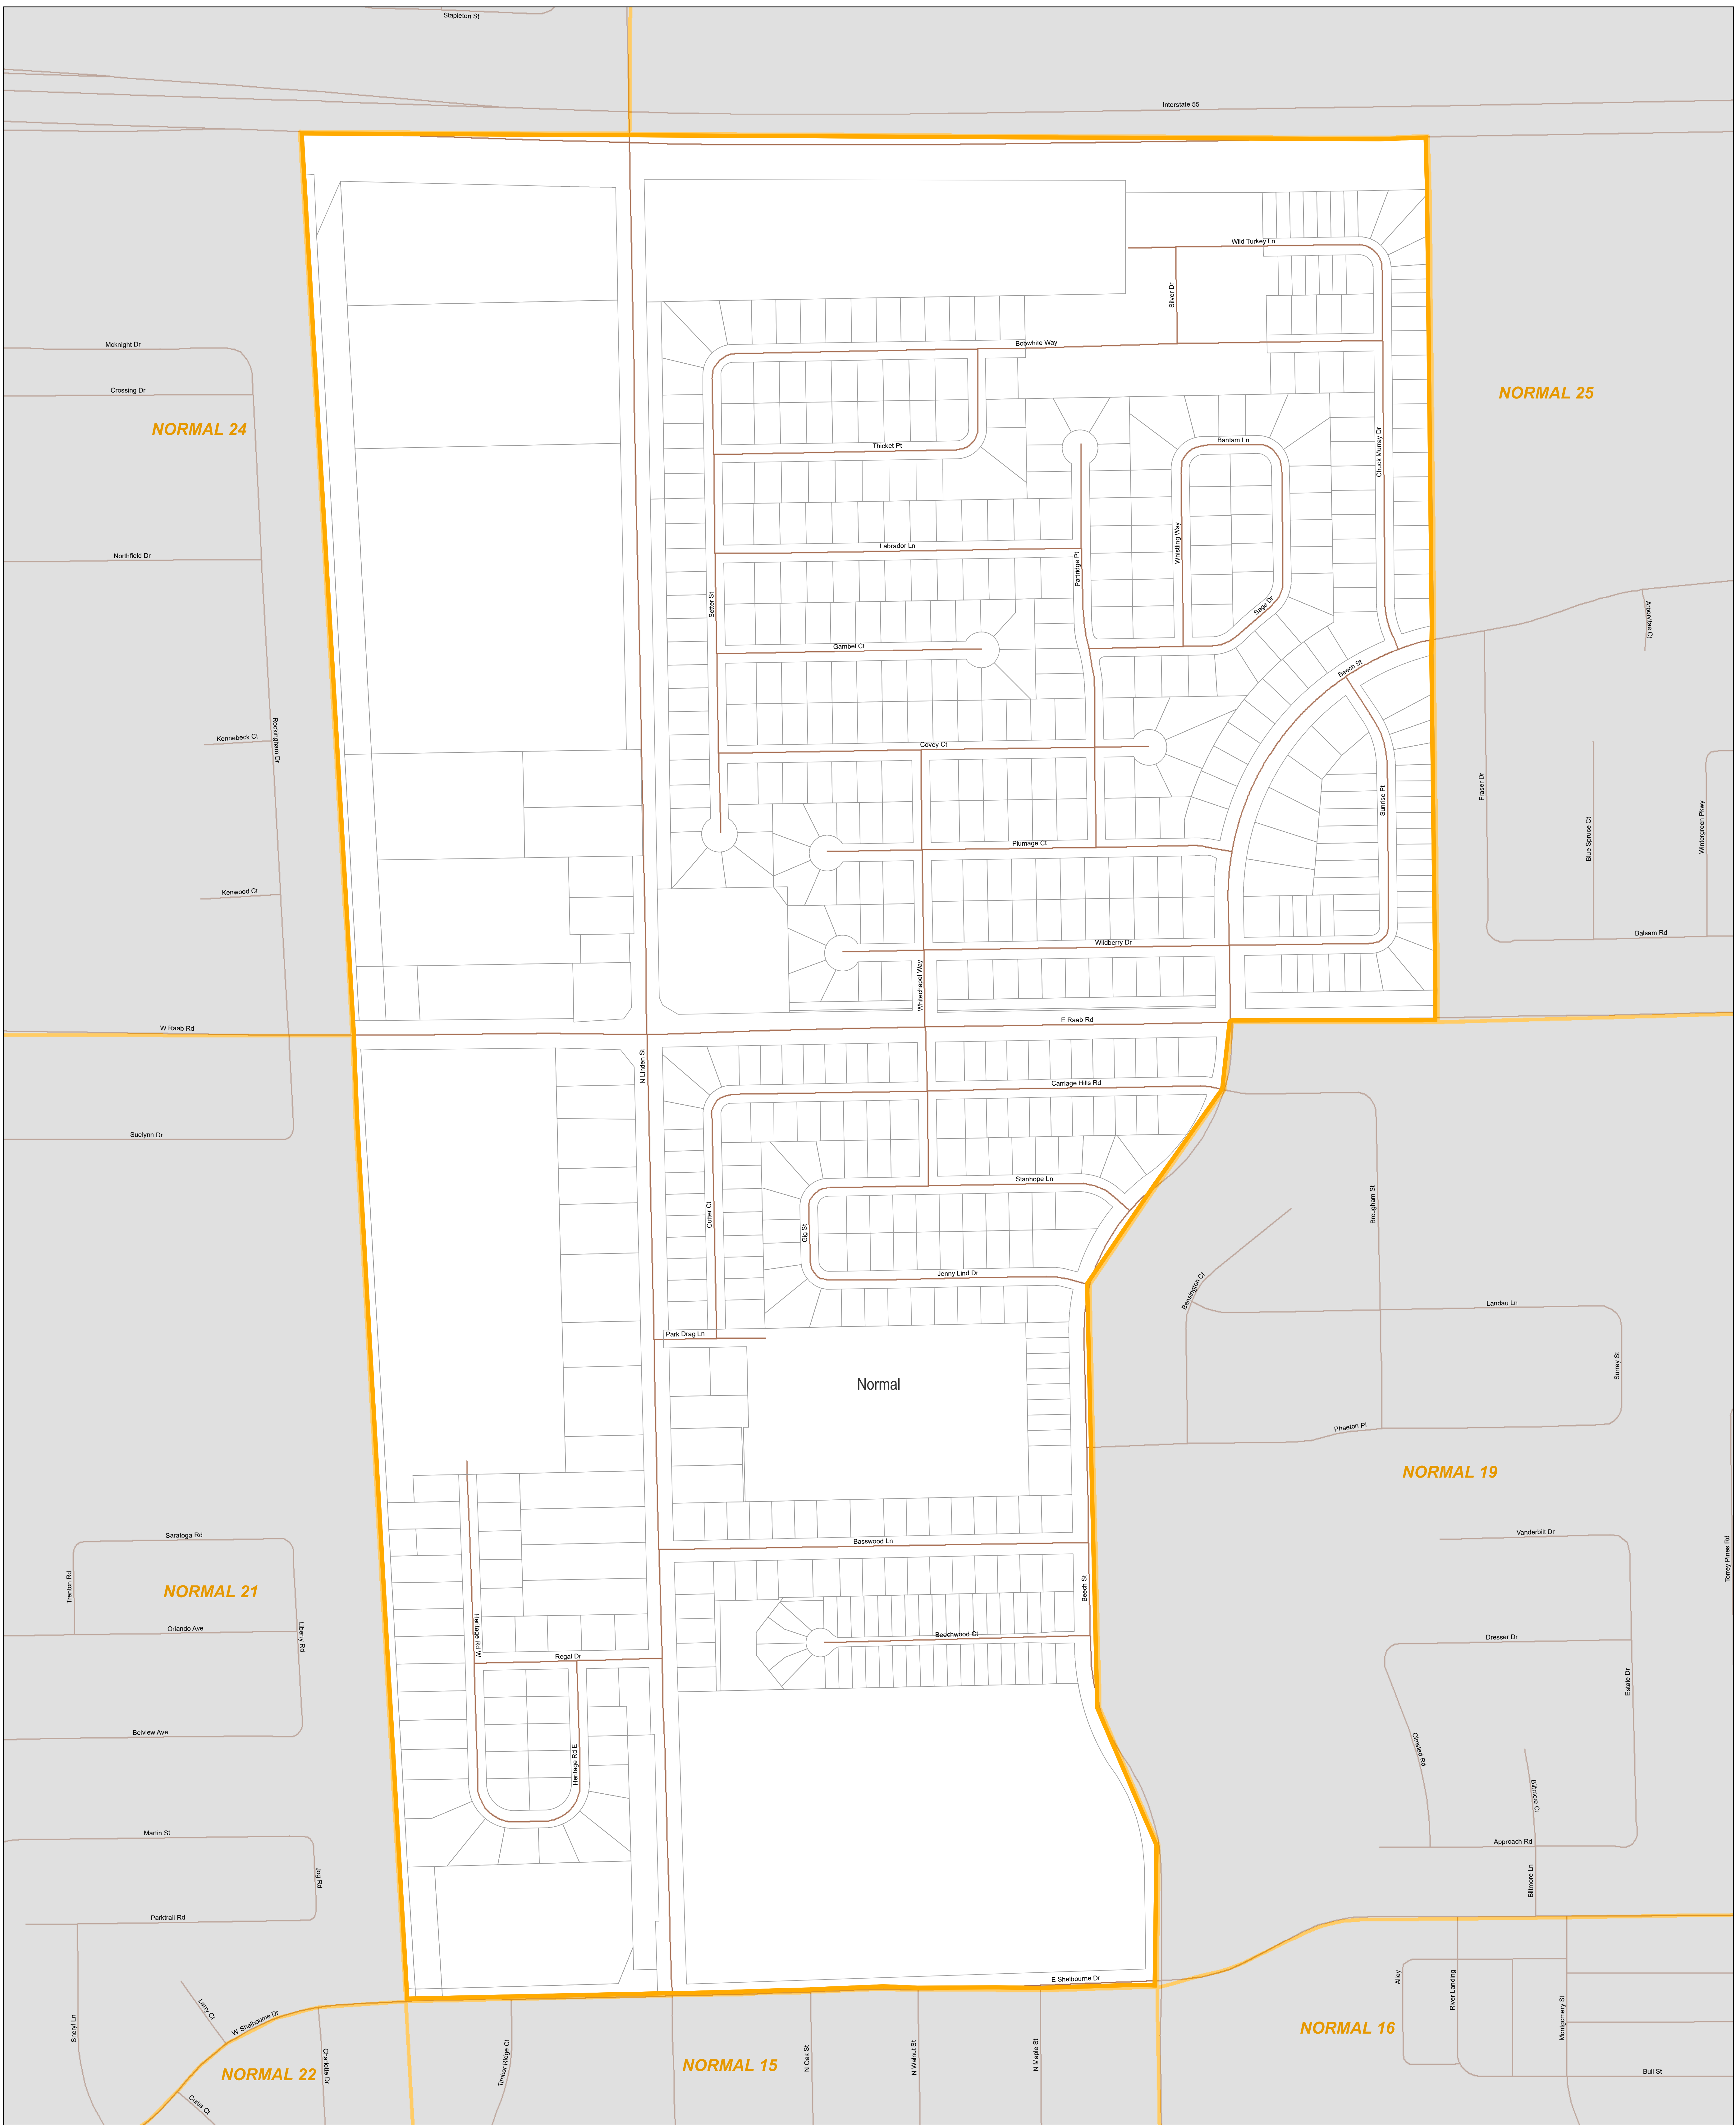 Stapleton St
Interstate 55
Wild Turkey Ln
Silver Dr
Bobwhite Way
Mcknight Dr
Crossing Dr
NORMAL 25
NORMAL 24
Thicket Pt
Bantam Ln
Chuck Murray Dr
Labrador Ln
Whistling Way
Northfield Dr
Partridge Pt
Setter St
Sage Dr
Arborvitae Ct
Gambel Ct
Beech St
Rockingham Dr
Kennebeck Ct
Covey Ct
Fraser Dr
Sunrise Pt
Blue Spruce Ct
Wintergreen Pkwy
Plumage Ct
Kenwood Ct
Balsam Rd
Wildberry Dr
Whitechapel Way
E Raab Rd
W Raab Rd
N Linden St
Carriage Hills Rd
Suelynn Dr
Stanhope Ln
Brougham St
Cutter Ct
Gig St
Jenny Lind Dr
Bensington Ct
Landau Ln
Park Drag Ln
Surrey St
Normal
Phaeton Pl
NORMAL 19
Saratoga Rd
Vanderbilt Dr
Basswood Ln
Torrey Pines Rd
Trenton Rd
NORMAL 21
Beech St
Orlando Ave
Liberty Rd
Heritage Rd W
Beechwood Ct
Dresser Dr
Regal Dr
Estate Dr
Belview Ave
Heritage Rd E
Olmsted Rd
Biltmore Ct
Martin St
Approach Rd
Jog Rd
Biltmore Ln
Parktrail Rd
E Shelbourne Dr
Alley
River Landing
Larry Ct
W Shelbourne Dr
Sheryl Ln
Montgomery St
NORMAL 16
Charlotte Dr
Timber Ridge Ct
NORMAL 15
N Oak St
N Walnut St
N Maple St
NORMAL 22
Bull St
Curtis Ct